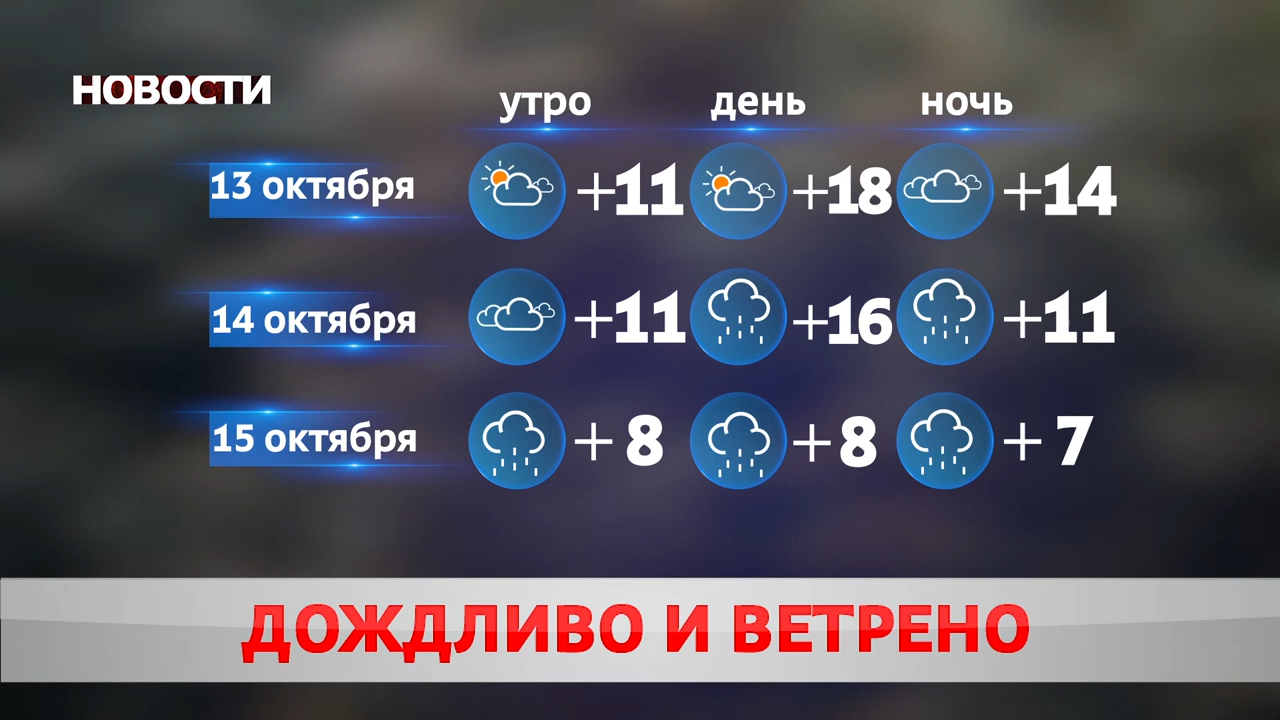 НОВОСТИ
утро день ночь
13 октября +11 +18 +14
14 октября +11 +16 +11
15 октября + 8 + 8 + 7
ДОЖДЛИВО И ВЕТРЕНО